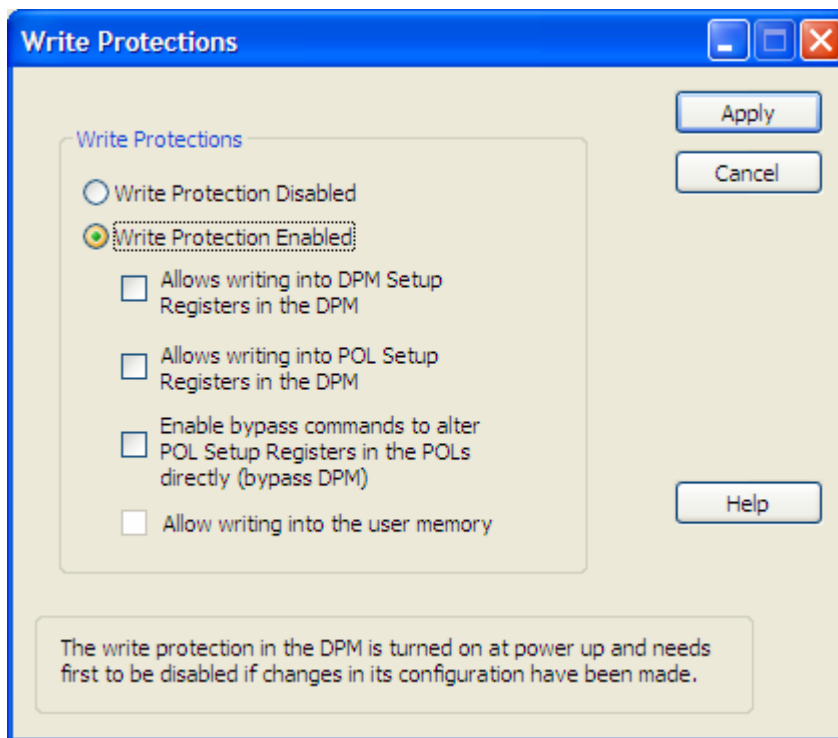 Write Protections
Apply
Write Protections
Cancel
Write Protection Disabled
Write Protection Enabled
Allows writing into DPM Setup
Registers in the DPM
Allows writing into POL Setup
Registers in the DPM
Enable bypass commands to alter
POL Setup Registers in the POLs
directly (bypass DPM)
Help
Allow writing into the user memory
The write protection in the DPM is turned on at power up and needs
first to be disabled if changes in its configuration have been made.